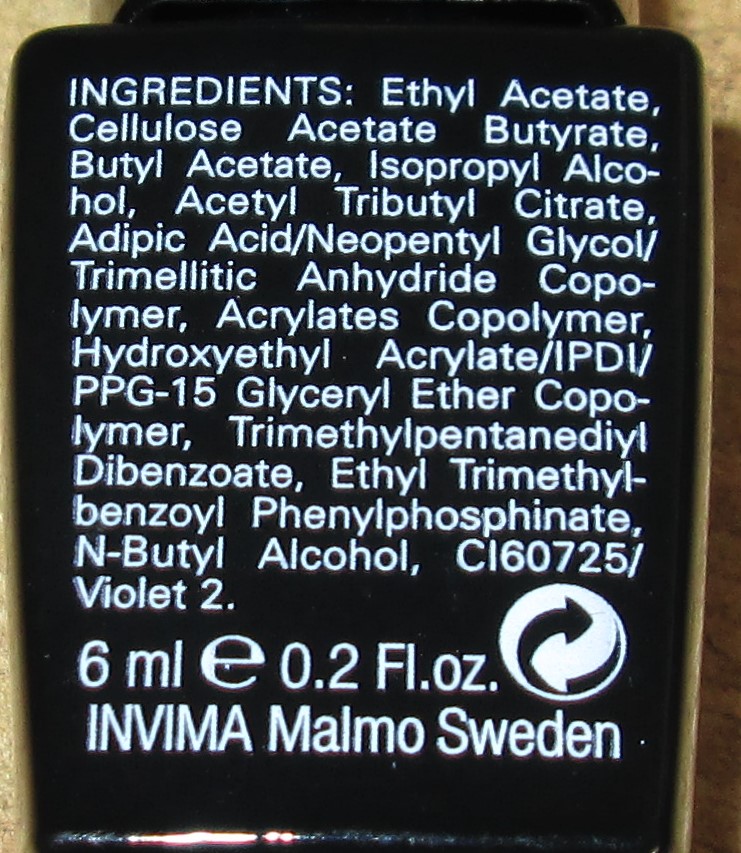 INGREDIENTS: Ethyl Acetate,
Cellulose Acetate Butyrate,
Butyl Acetate, Isopropyl Alco-
hol, Acetyl Tributyl Citrate,
Adipic Acid/Neopentyl Glycol/
Trimellitic Anhydride Copo-
lymer, Acrylates Copolymer,
Hydroxyethyl Acrylate/IPDI/
PPG-15 Glyceryl Ether Copo-
lymer, Trimethylpentanediyl
Dibenzoate, Ethyl Trimethyl-
benzoyl Phenylphosphinate,
N-Butyl Alcohol, CI60725/
Violet 2.
6 ml ℮ 0.2 Fl.oz.
INVIMA Malmo Sweden